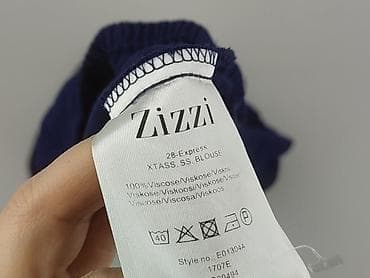 Zizzi
28-Express
XTASS, SS, BLOUSE
100%Viscose/Viskose/Viskos
Viscose/Viskose/Viskoosi/
Viscose/Viscosa/Viskoos
40
Style no. E01304A
1707E